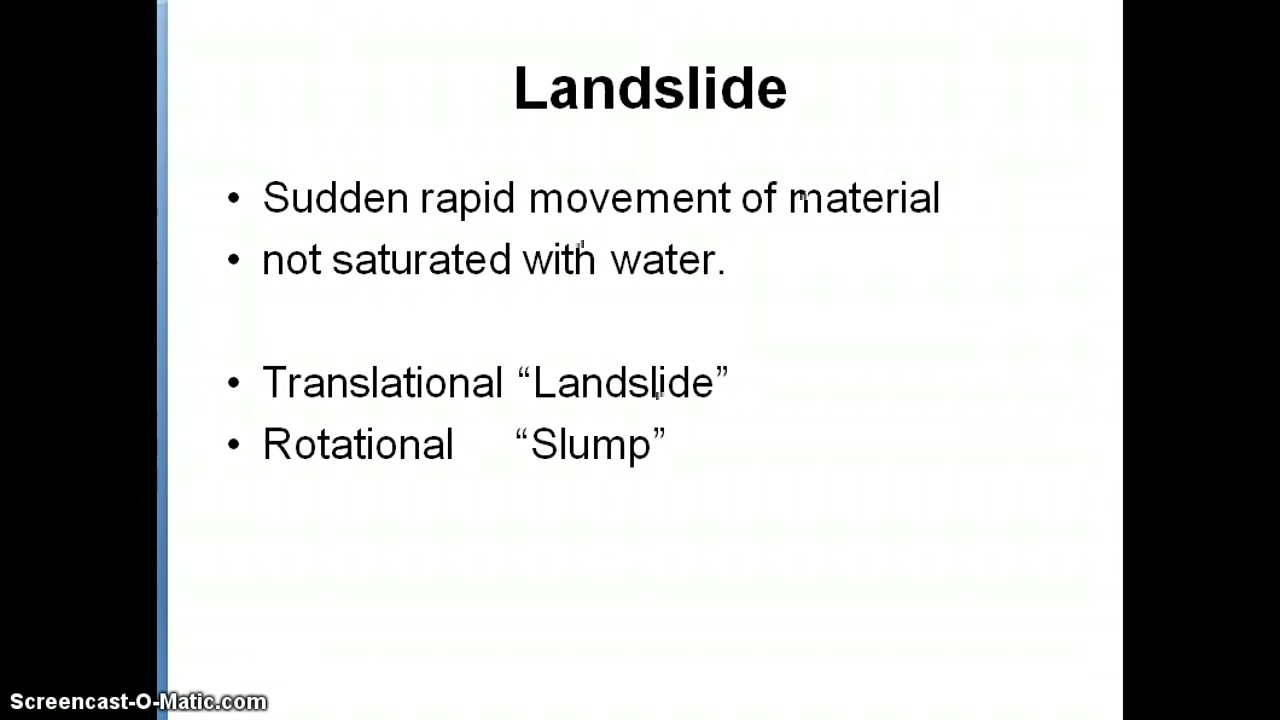 Landslide
• Sudden rapid movement of material
• not saturated with water.
• Translational “Landslide”
• Rotational “Slump”
Screencast-O-Matic.com